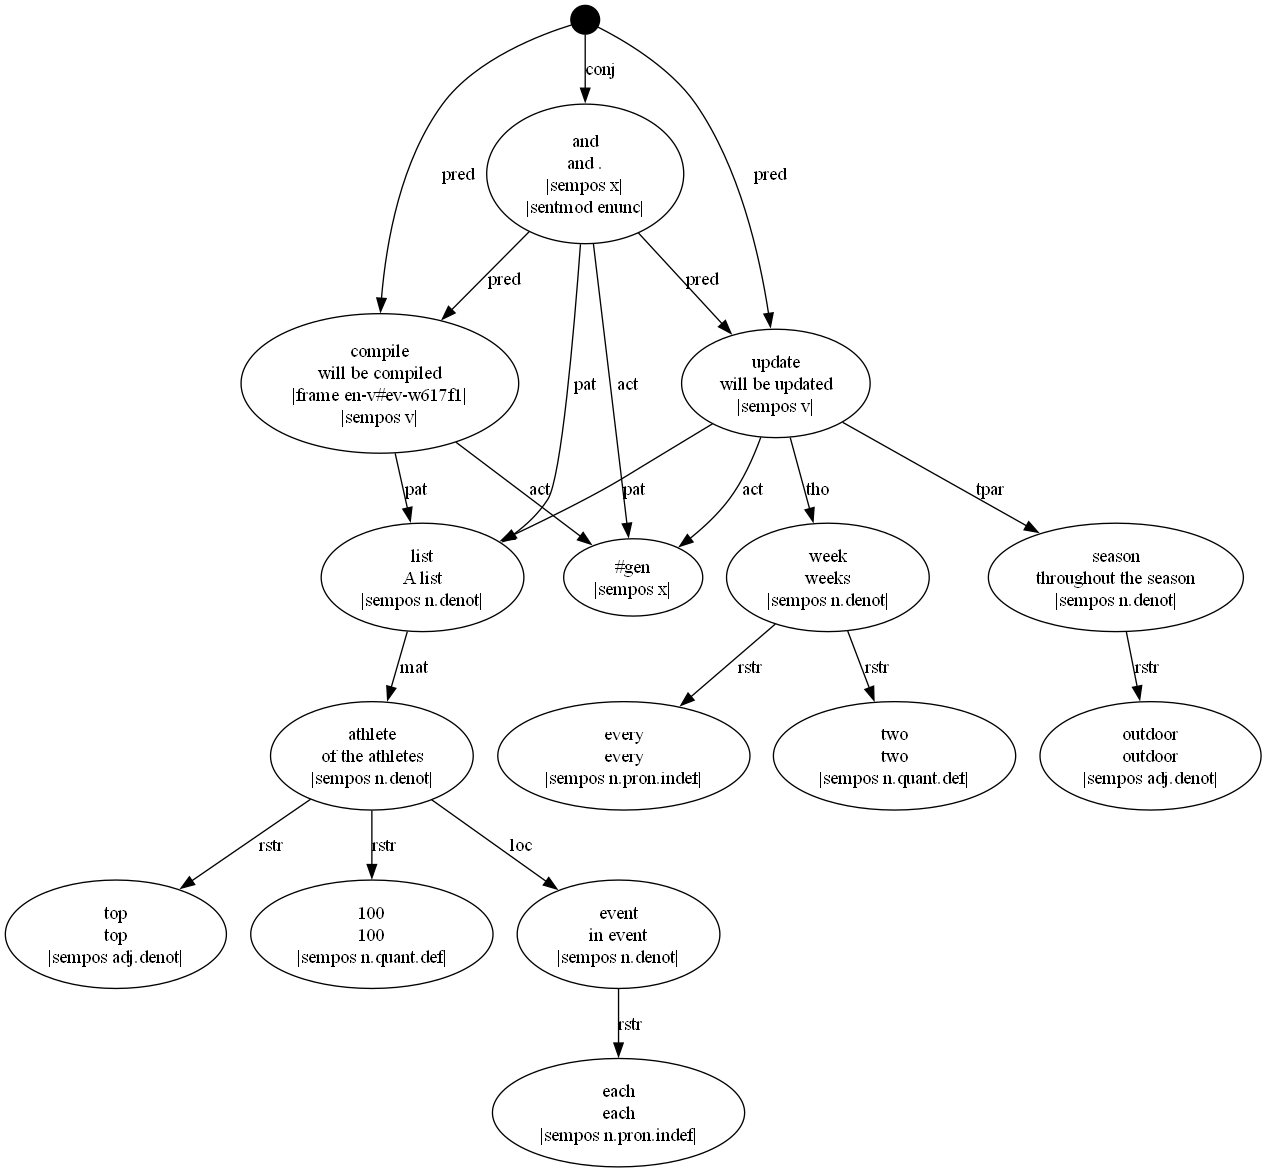 conj
pred
pred
and
and .
|sempos x|
|sentmod enunc|
pred
pred
compile
will be compiled
|frame en-v#ev-w617f1|
|sempos v|
pat
act
update
will be updated
|sempos v|
pat
act
pat
act
tho
tpar
list
A list
|sempos n.denot|
#gen
|sempos x|
week
weeks
|sempos n.denot|
season
throughout the season
|sempos n.denot|
mat
rstr
rstr
rstr
athlete
of the athletes
|sempos n.denot|
every
every
|sempos n.pron.indef|
two
two
|sempos n.quant.def|
outdoor
outdoor
|sempos adj.denot|
rstr
rstr
loc
top
top
|sempos adj.denot|
100
100
|sempos n.quant.def|
event
in event
|sempos n.denot|
rstr
each
each
|sempos n.pron.indef|